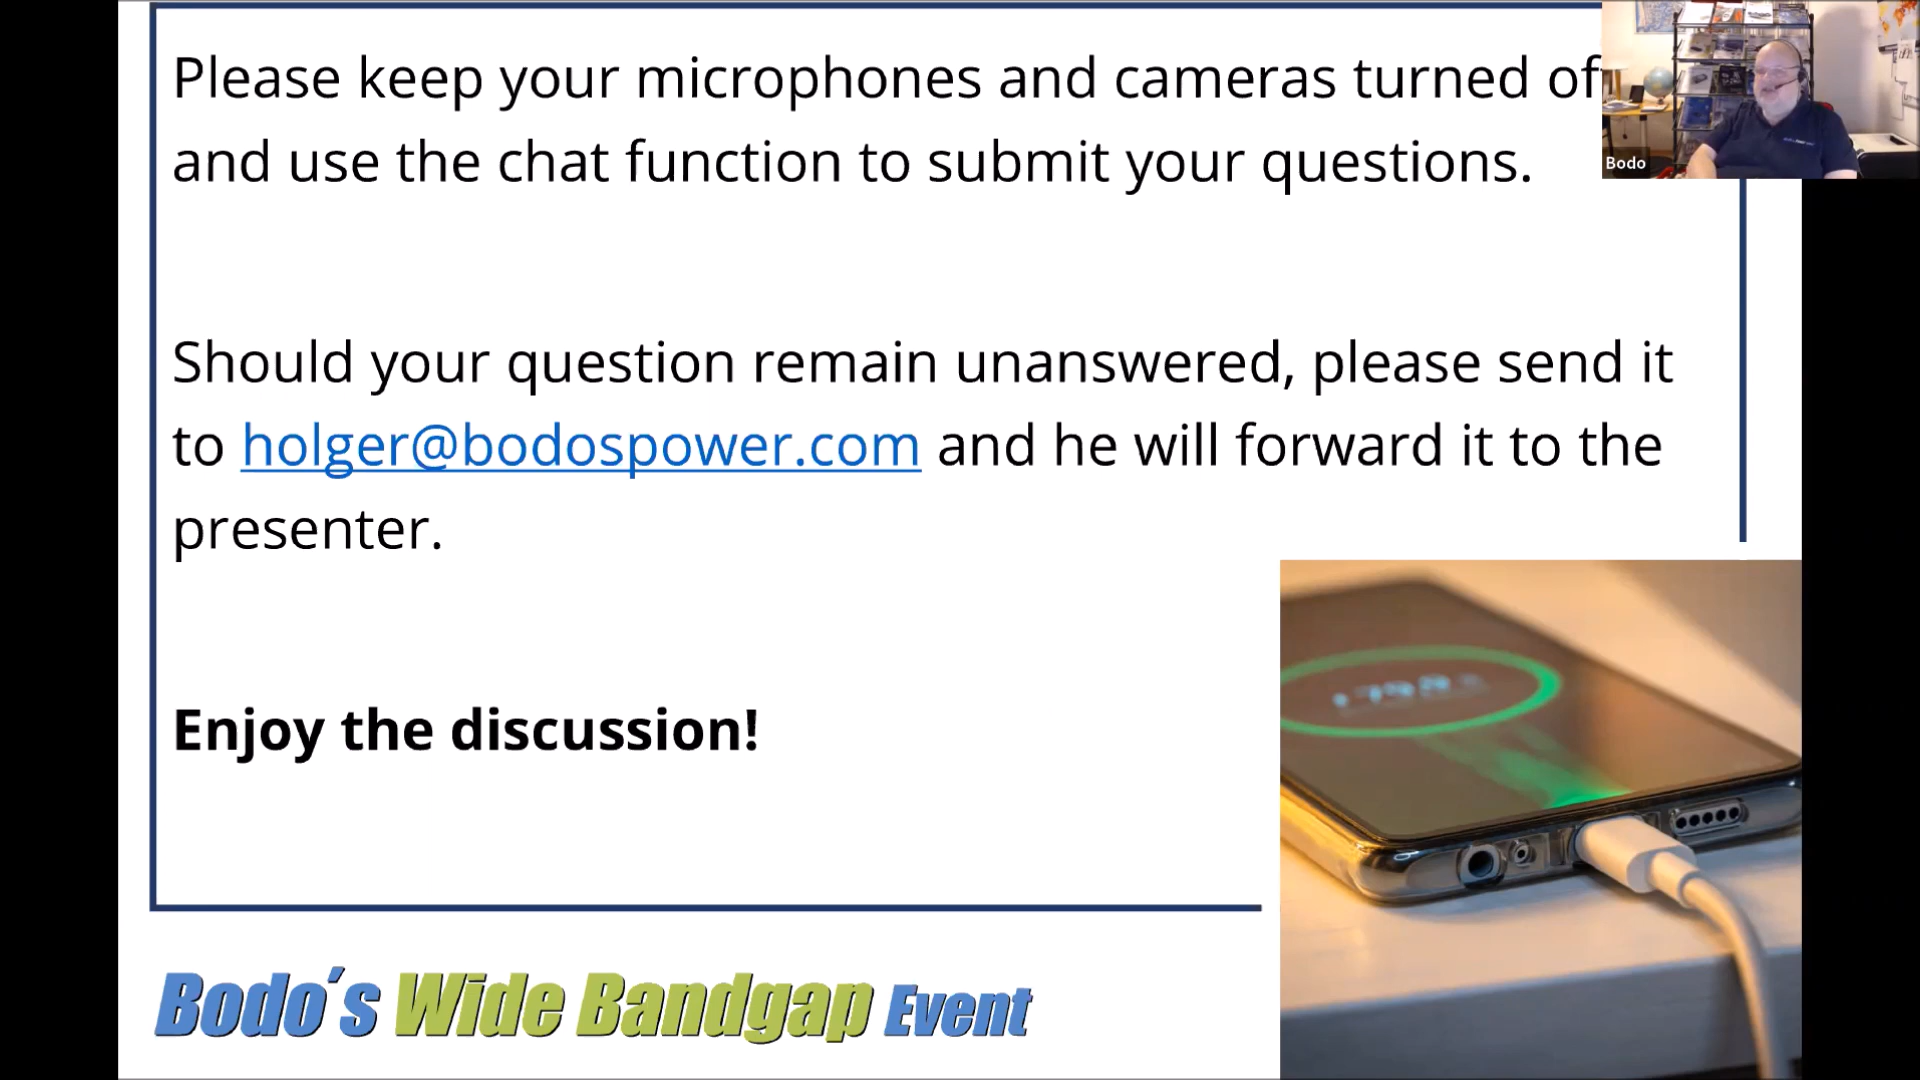 Please keep your microphones and cameras turned of
and use the chat function to submit your questions.
Bodo
Should your question remain unanswered, please send it
to holger@bodospower.com and he will forward it to the
presenter.
Enjoy the discussion!
Bodo´s Wide Bandgap Event